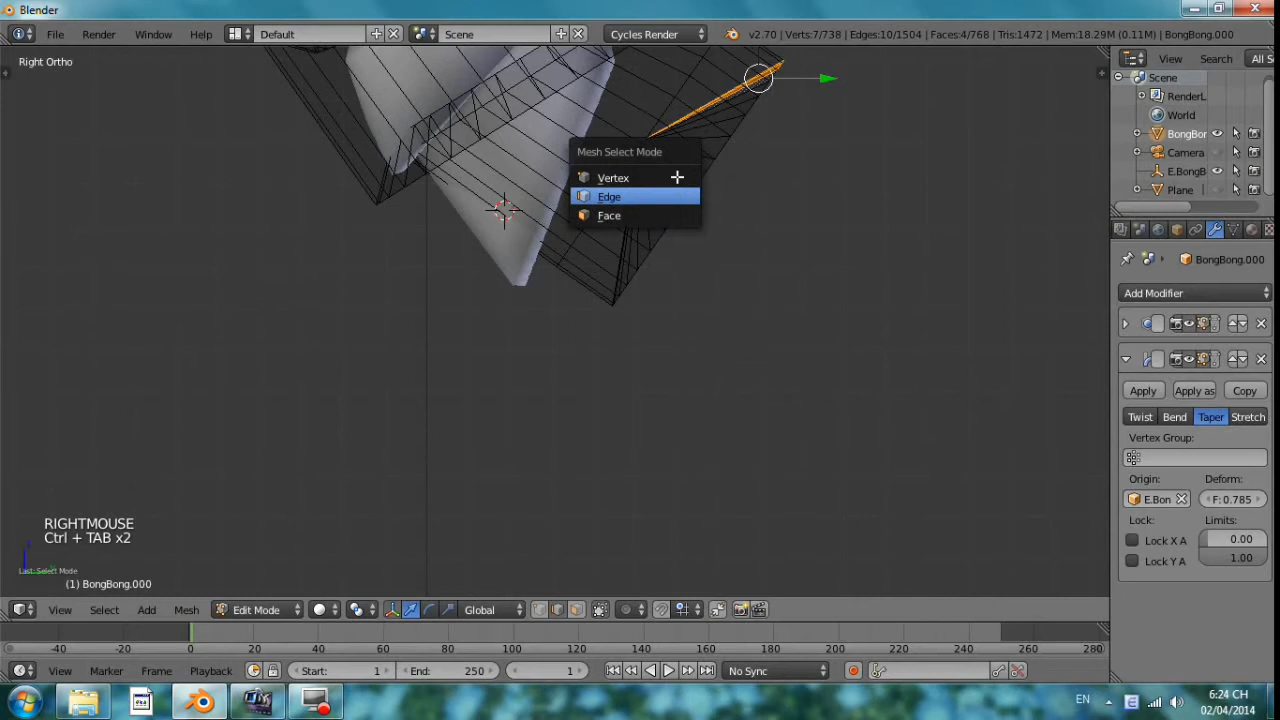 Blender
File Render Window Help Default Scene Cycles Render v2.70 | Verts:7/738 | Edges:10/1504 | Faces:4/768 | Tris:1472 | Mem:18.29M (0.11M) | BongBong.000
View Search All S
Right Ortho
Scene
RenderL
World
BongBor
Camera
E.BongB
Plane
Mesh Select Mode
Vertex
Edge
Face
BongBong.000
Add Modifier
Apply Apply as Copy
Twist Bend Taper Stretch
Vertex Group:
Origin: Deform:
E.Bon F: 0.785
Lock: Limits:
Lock X A 0.00
Lock Y A 1.00
RIGHTMOUSE
Ctrl + TAB x2
Last: Select Mode
(1) BongBong.000
View Select Add Mesh Edit Mode Global
-40 -20 0 20 40 60 80 100 120 140 160 180 200 220 240 260 280
View Marker Frame Playback Start: 1 End: 250 1 No Sync
EN 6:24 CH
02/04/2014